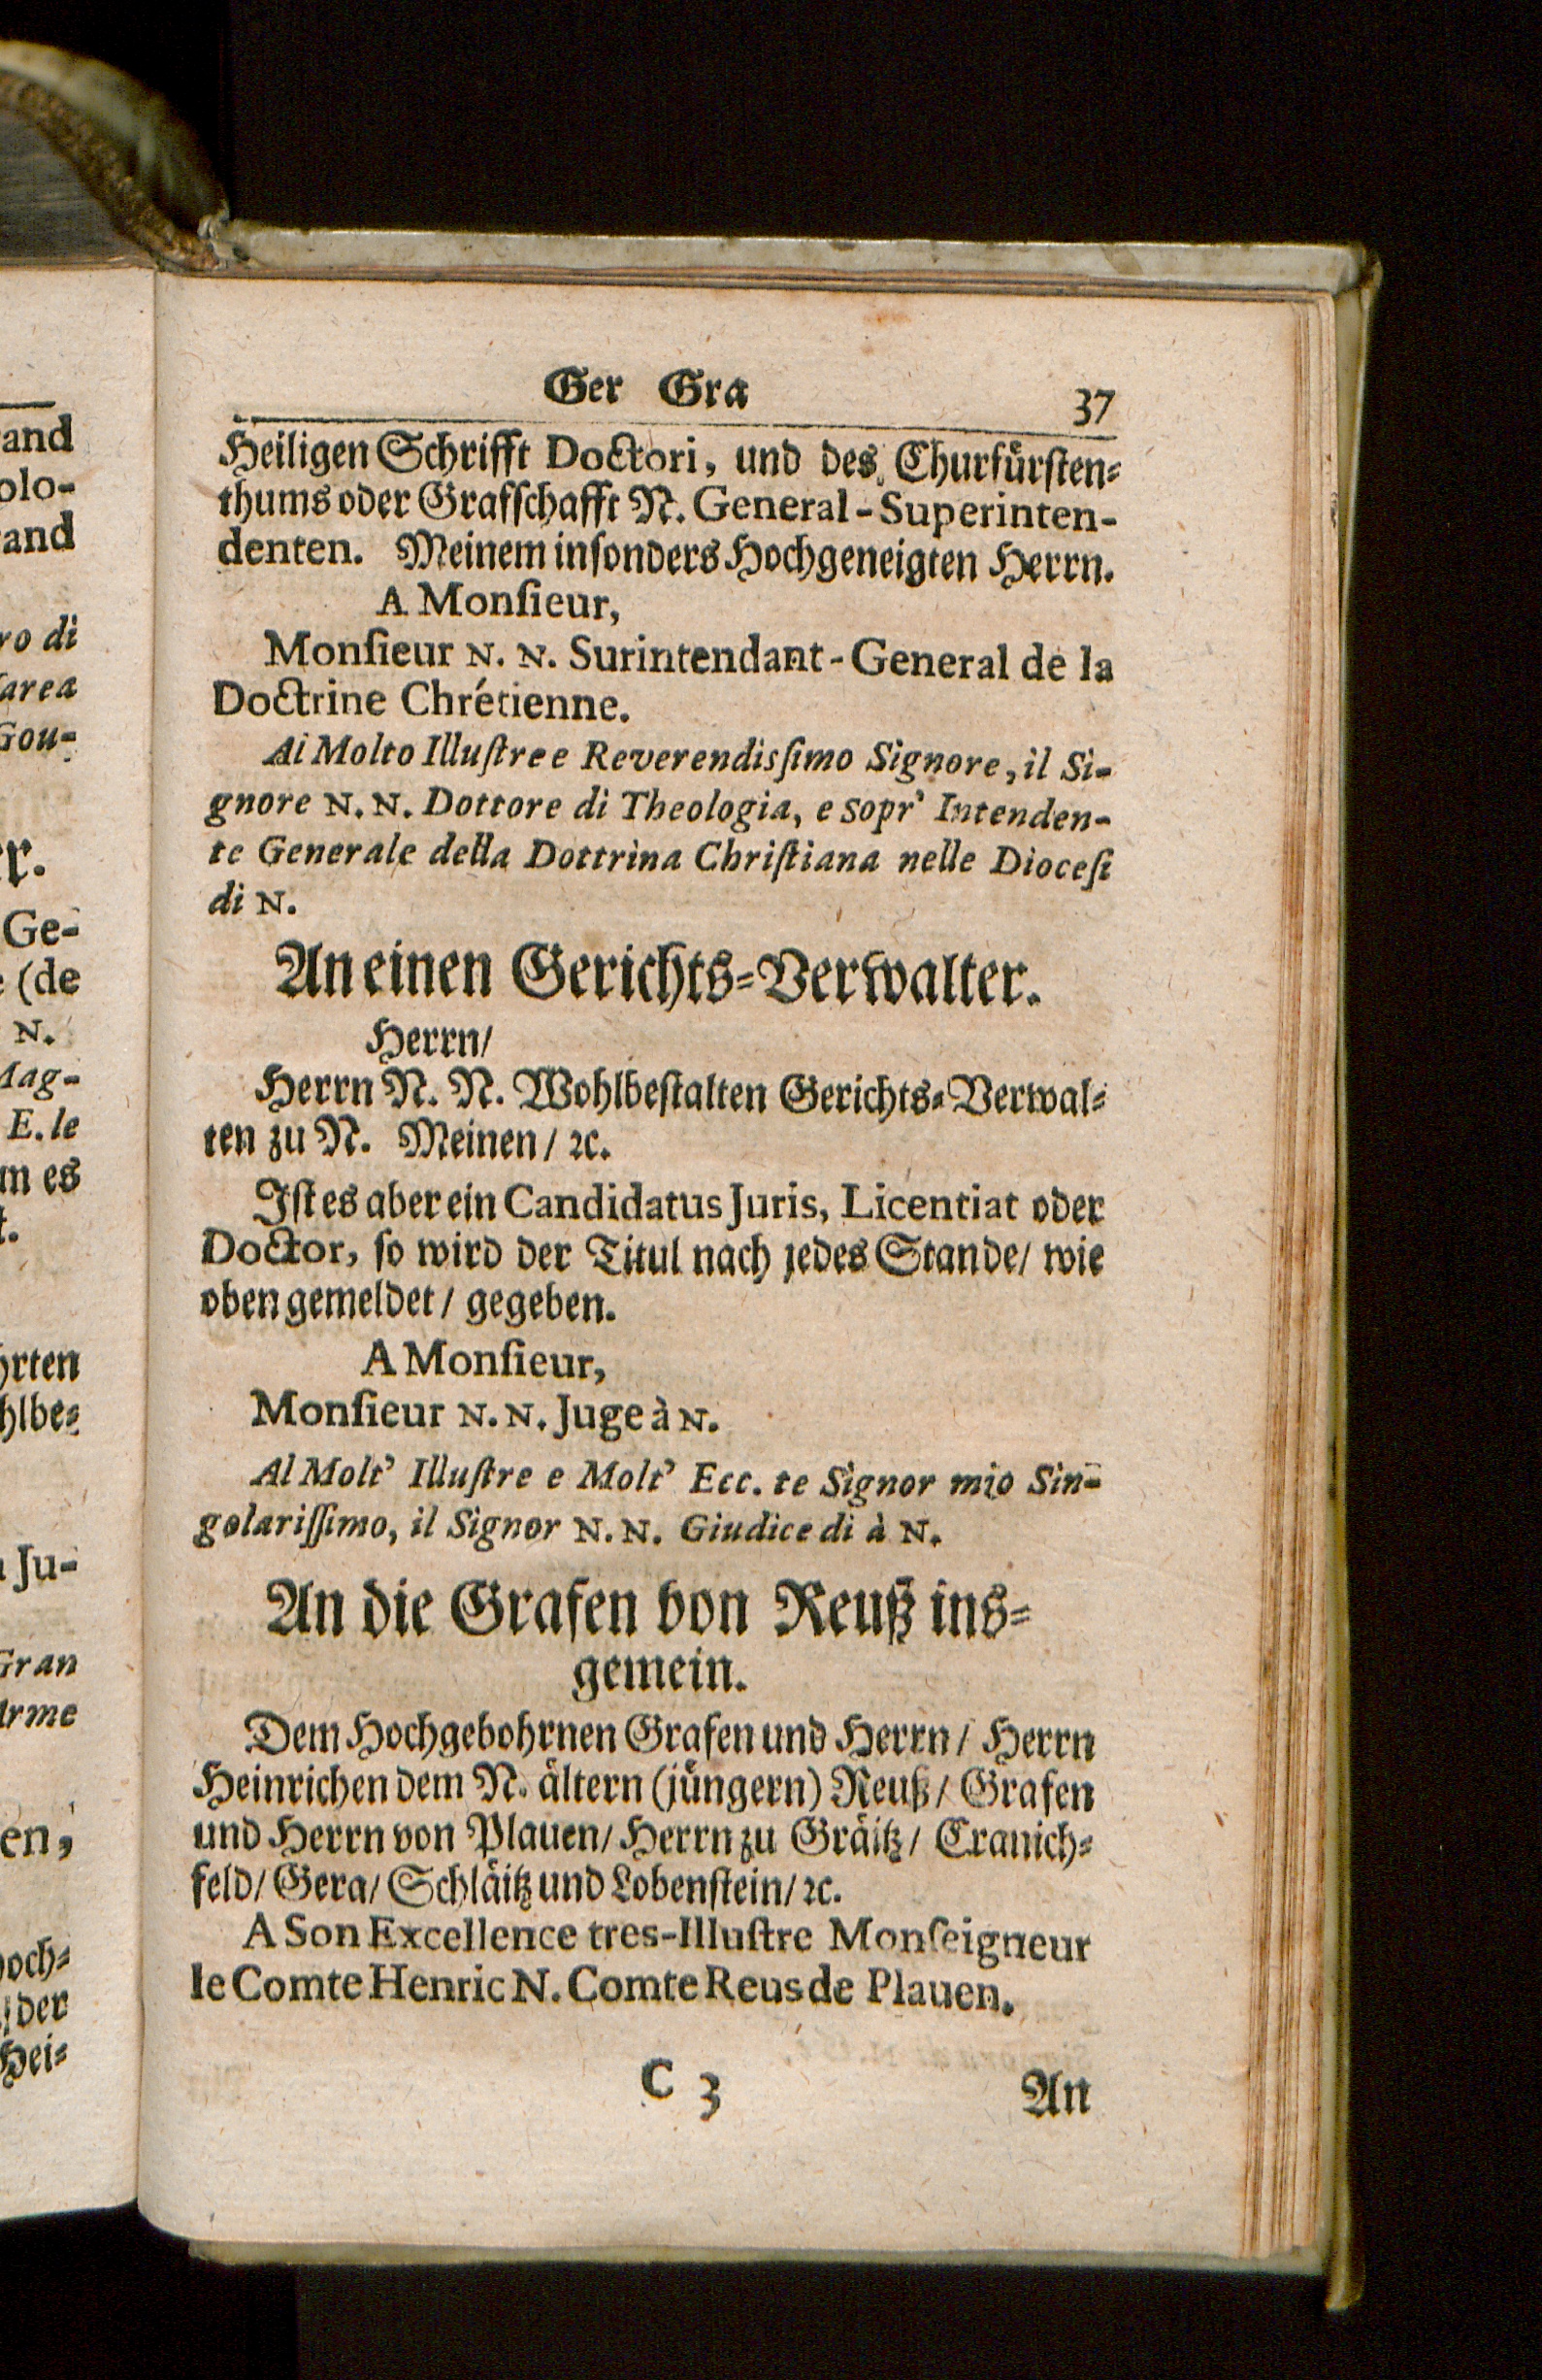 Ger Gra 37
Heiligen Schrifft Doctori, und des Churfürsten⸗
thums oder Grafschafft N. General-Superinten-
denten. Meinem insonders Hochgeneigten Herrn.
A Monſieur,
Monſieur N. N. Surintendant-General de la
Doctrine Chrétienne.
Al Molto Illuſtre e Reverendisſimo Signore, il Si-
gnore N. N. Dottore di Theologia, e sopr' Intenden-
te Generale della Dottrina Chriſtiana nelle Dioceſi
di N.
An einen Gerichts⸗Verwalter.
Herrn/
Herrn N. N. Wohlbeſtalten Gerichts⸗Verwal⸗
ten zu N. Meinen/ ꝛc.
Iſt es aber ein Candidatus Juris, Licentiat oder
Doctor, ſo wird der Titul nach jedes Stande/ wie
oben gemeldet/ gegeben.
A Monſieur,
Monſieur N. N. Juge à N.
Al Molt' Illuſtre e Molt' Ecc. te Signor mio Sin-
golariſſimo, il Signor N. N. Giudice di à N.
An die Grafen von Reuß ins⸗
gemein.
Dem Hochgebohrnen Grafen und Herrn/ Herrn
Heinrichen dem N. ältern (jüngern) Reuß/ Grafen
und Herrn von Plauen/ Herrn zu Gräitz/ Cranich⸗
feld/ Gera/ Schläitz und Lobenſtein/ ꝛc.
A Son Excellence tres-Illuſtre Monſeigneur
le Comte Henric N. Comte Reus de Plauen.
C 3 An